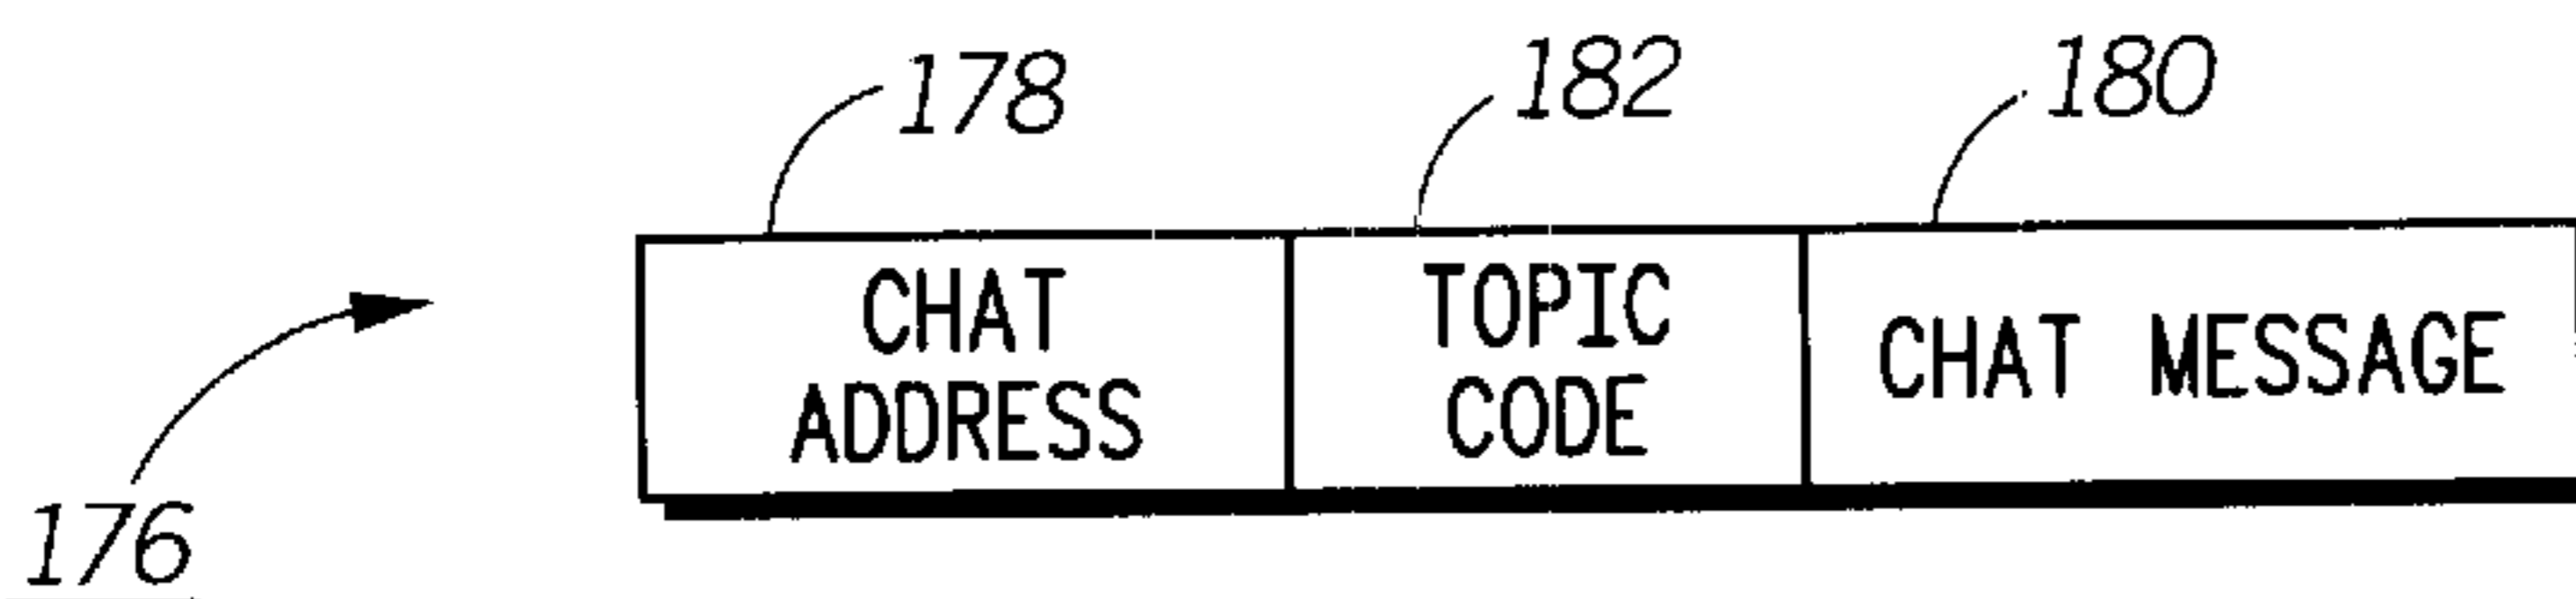 178
182
180
CHAT
ADDRESS
TOPIC
CODE
CHAT MESSAGE
176